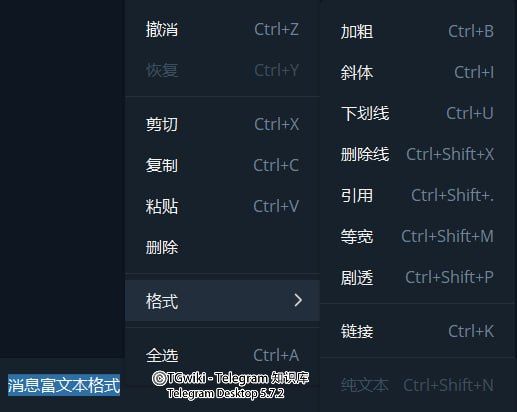 撤消 Ctrl+Z
恢复 Ctrl+Y
剪切 Ctrl+X
复制 Ctrl+C
粘贴 Ctrl+V
删除
格式
全选 Ctrl+A
加粗 Ctrl+B
斜体 Ctrl+I
下划线 Ctrl+U
删除线 Ctrl+Shift+X
引用 Ctrl+Shift+.
等宽 Ctrl+Shift+M
剧透 Ctrl+Shift+P
链接 Ctrl+K
纯文本 Ctrl+Shift+N
消息富文本格式
©TGwiki - Telegram 知识库
Telegram Desktop 5.7.2